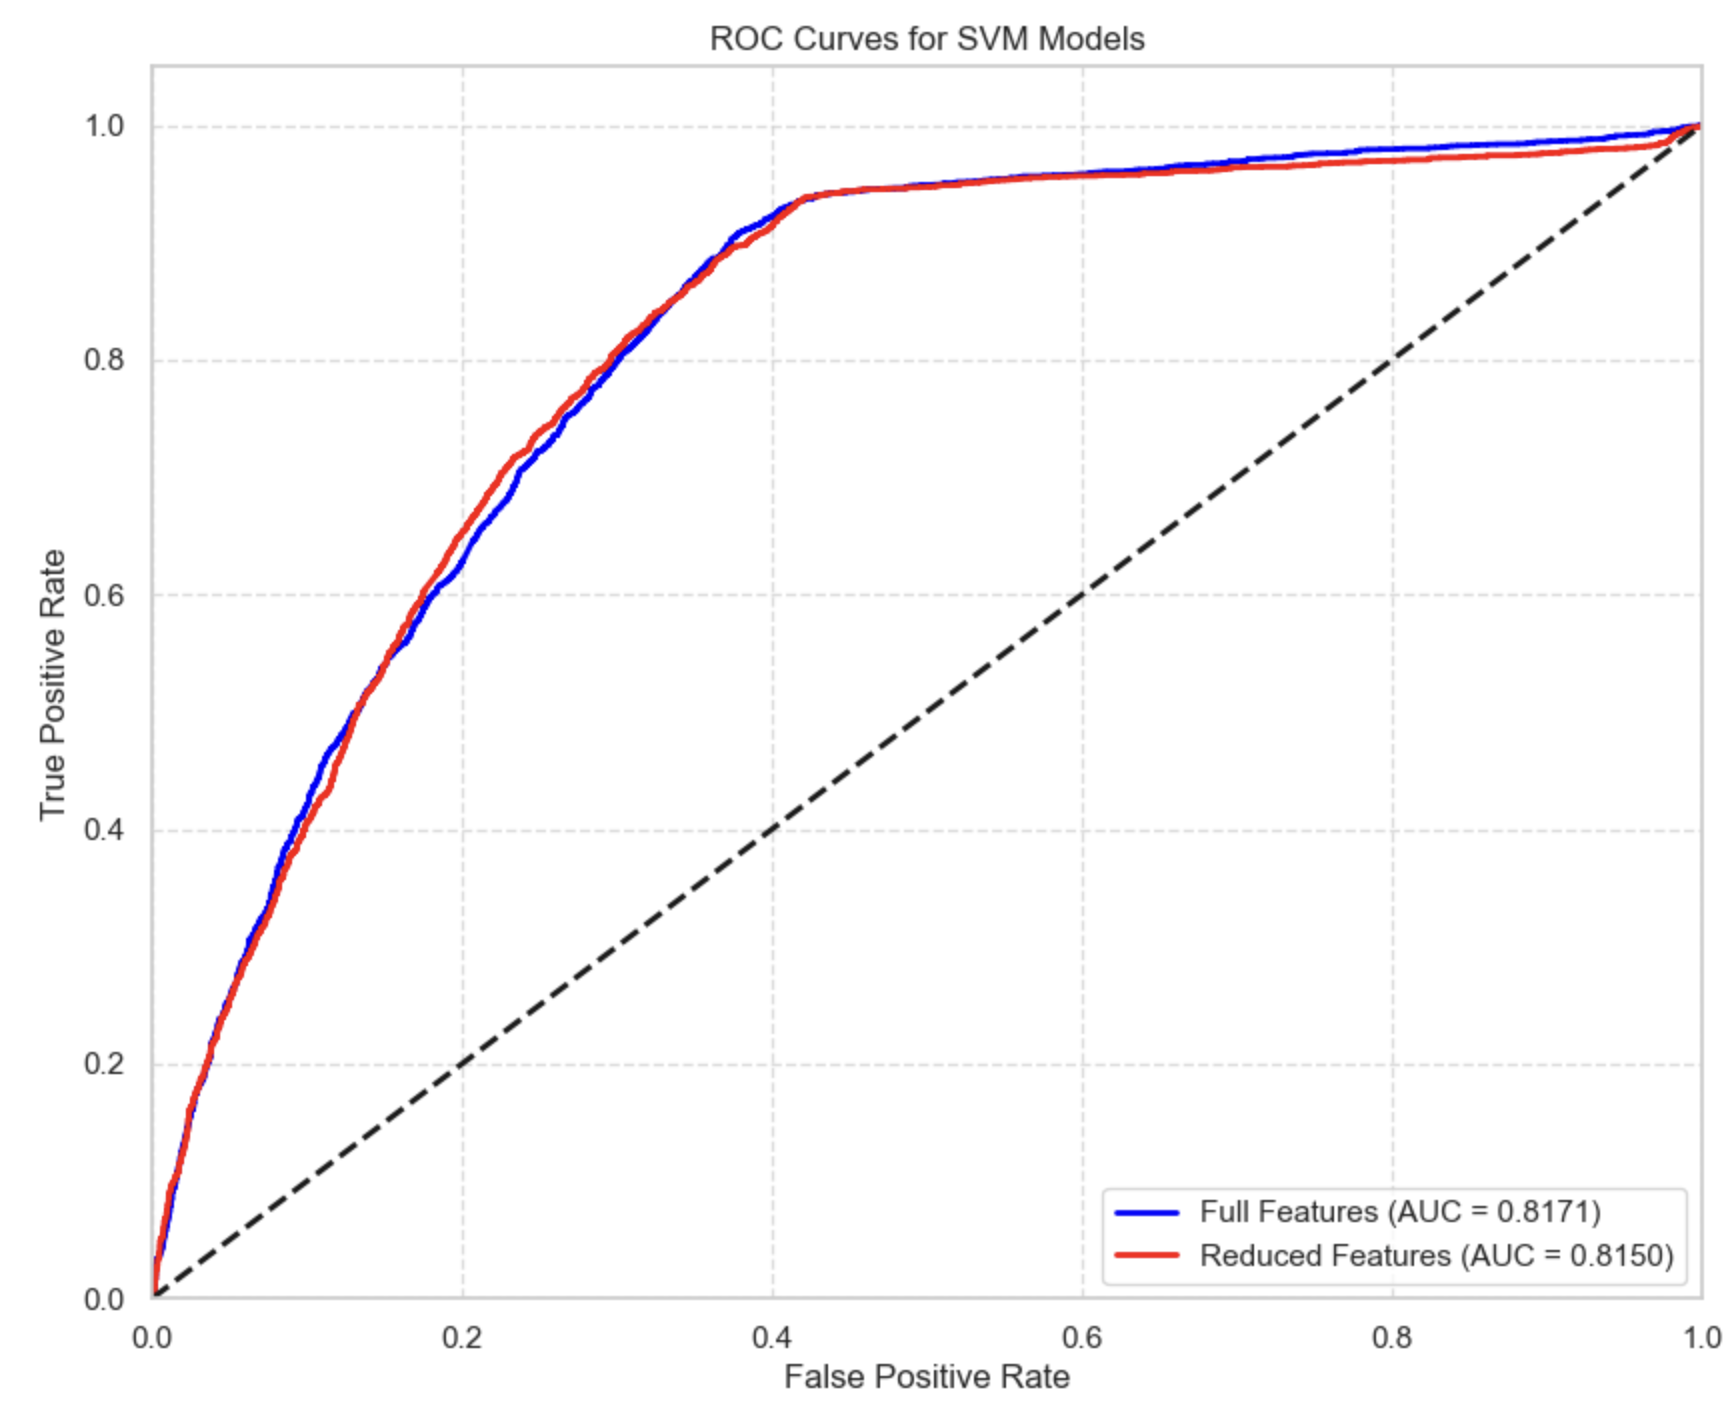 ROC Curves for SVM Models
True Positive Rate
1.0
0.8
0.6
0.4
0.2
0.0
Full Features (AUC = 0.8171)
Reduced Features (AUC = 0.8150)
0.0 0.2 0.4 0.6 0.8 1.0
False Positive Rate